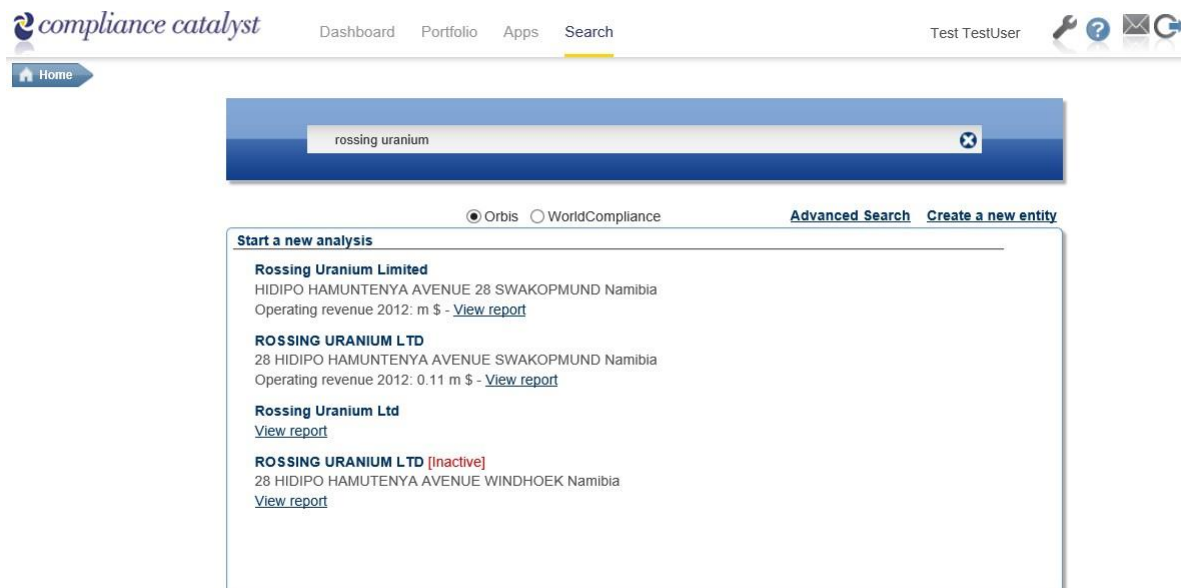 compliance catalyst
Dashboard Portfolio Apps Search Test TestUser
Home
rossing uranium
Orbis WorldCompliance Advanced Search Create a new entity
Start a new analysis
Rossing Uranium Limited
HIDIPO HAMUNTENYA AVENUE 28 SWAKOPMUND Namibia
Operating revenue 2012: m $ - View report
ROSSING URANIUM LTD
28 HIDIPO HAMUNTENYA AVENUE SWAKOPMUND Namibia
Operating revenue 2012: 0.11 m $ - View report
Rossing Uranium Ltd
View report
ROSSING URANIUM LTD [Inactive]
28 HIDIPO HAMUTENYA AVENUE WINDHOEK Namibia
View report